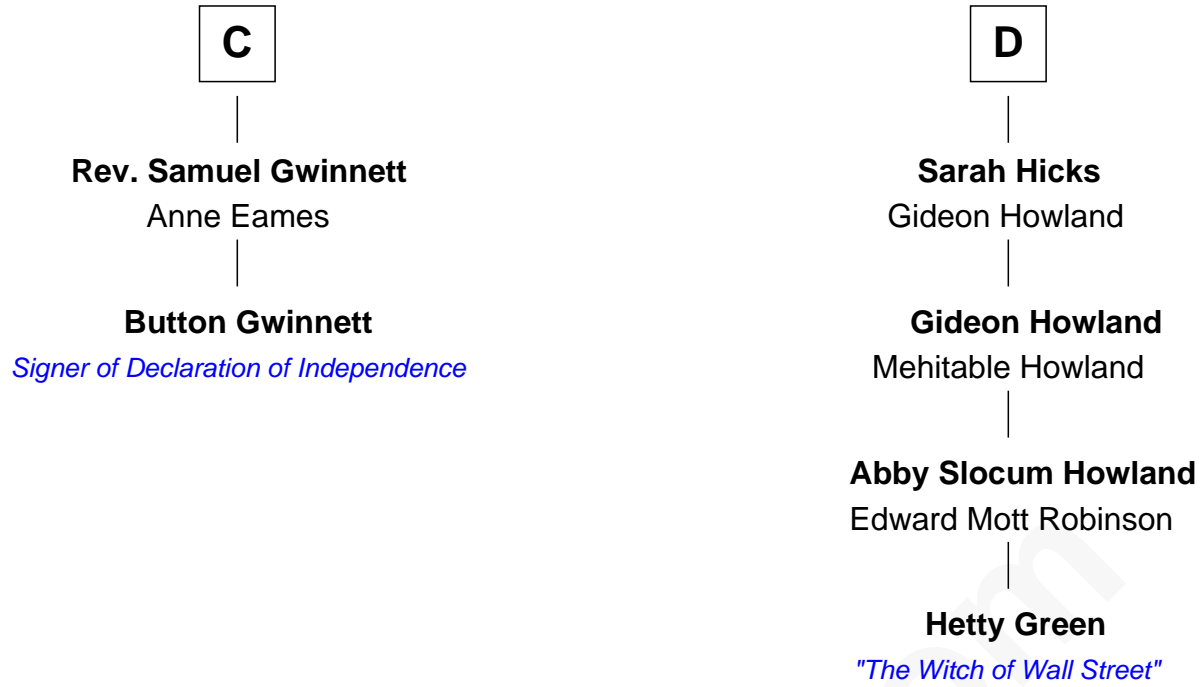 C
Rev. Samuel Gwinnett
Anne Eames
Button Gwinnett
Signer of Declaration of Independence
D
Sarah Hicks
Gideon Howland
Gideon Howland
Mehitable Howland
Abby Slocum Howland
Edward Mott Robinson
Hetty Green
"The Witch of Wall Street"